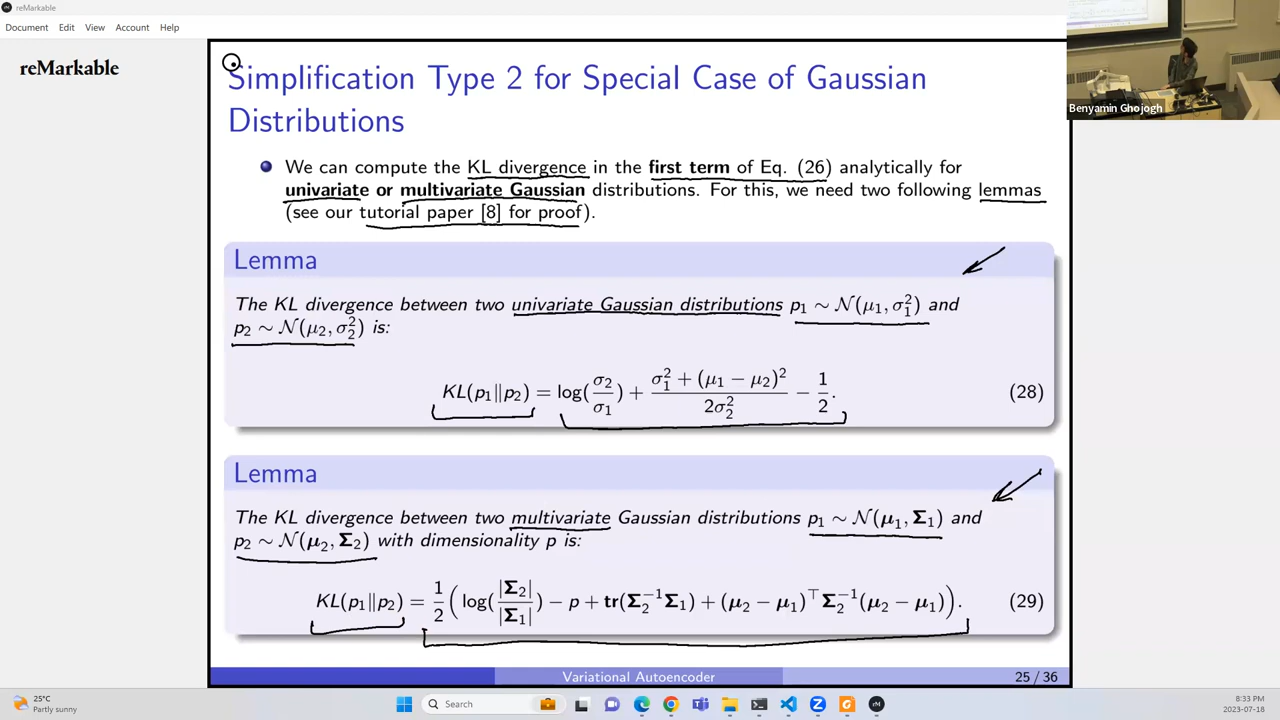 reMarkable
Document Edit View Account Help
reMarkable
Simplification Type 2 for Special Case of Gaussian
Distributions
We can compute the KL divergence in the first term of Eq. (26) analytically for
univariate or multivariate Gaussian distributions. For this, we need two following lemmas
(see our tutorial paper [8] for proof).
Lemma
The KL divergence between two univariate Gaussian distributions p₁ ∼ 𝒩(μ₁, σ₁²) and
p₂ ∼ 𝒩(μ₂, σ₂²) is:
KL(p₁‖p₂) = log(σ₂/σ₁) + (σ₁² + (μ₁ − μ₂)²)/(2σ₂²) − 1/2. (28)
Lemma
The KL divergence between two multivariate Gaussian distributions p₁ ∼ 𝒩(μ₁, Σ₁) and
p₂ ∼ 𝒩(μ₂, Σ₂) with dimensionality p is:
KL(p₁‖p₂) = 1/2 ( log(|Σ₂|/|Σ₁|) − p + tr(Σ₂⁻¹Σ₁) + (μ₂ − μ₁)ᵀΣ₂⁻¹(μ₂ − μ₁) ). (29)
Variational Autoencoder 25 / 36
Benyamin Ghojogh
25°C
Partly sunny
Search
8:33 PM
2023-07-18